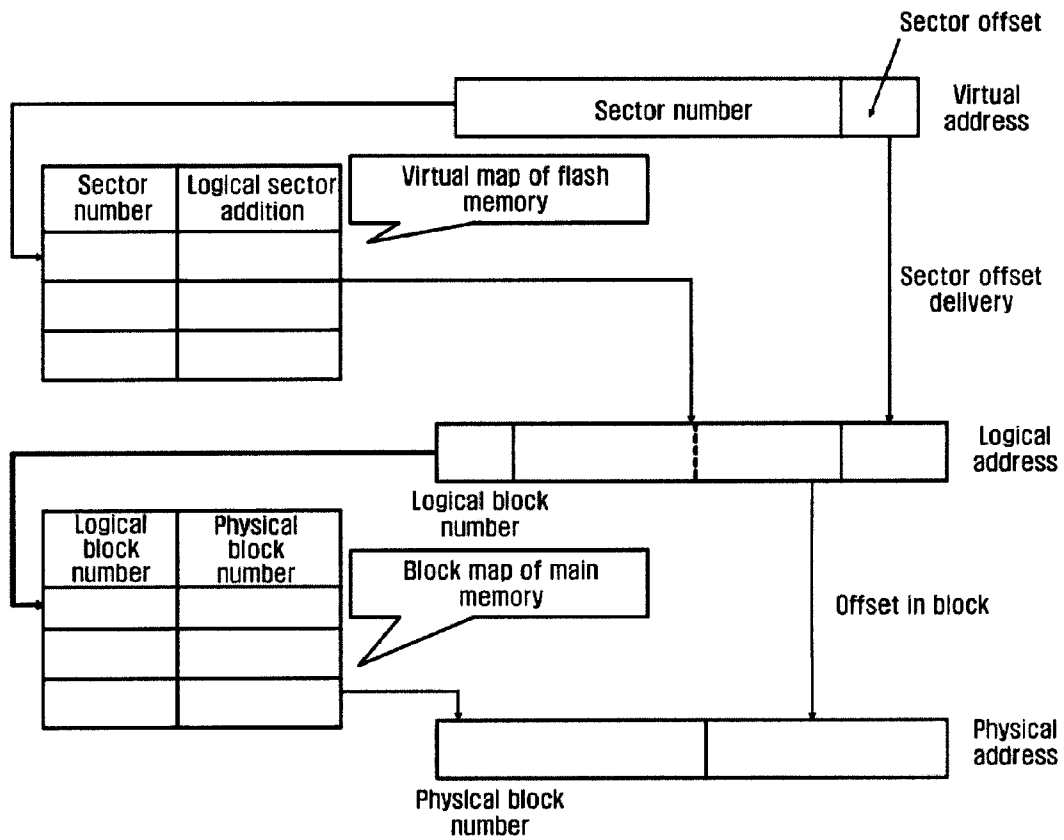 Sector offset
Sector number
Virtual
address
Sector
number
Logical sector
addition
Virtual map of flash
memory
Sector offset
delivery
Logical
address
Logical block
number
Logical
block
number
Physical
block
number
Block map of main
memory
Offset in block
Physical
address
Physical block
number